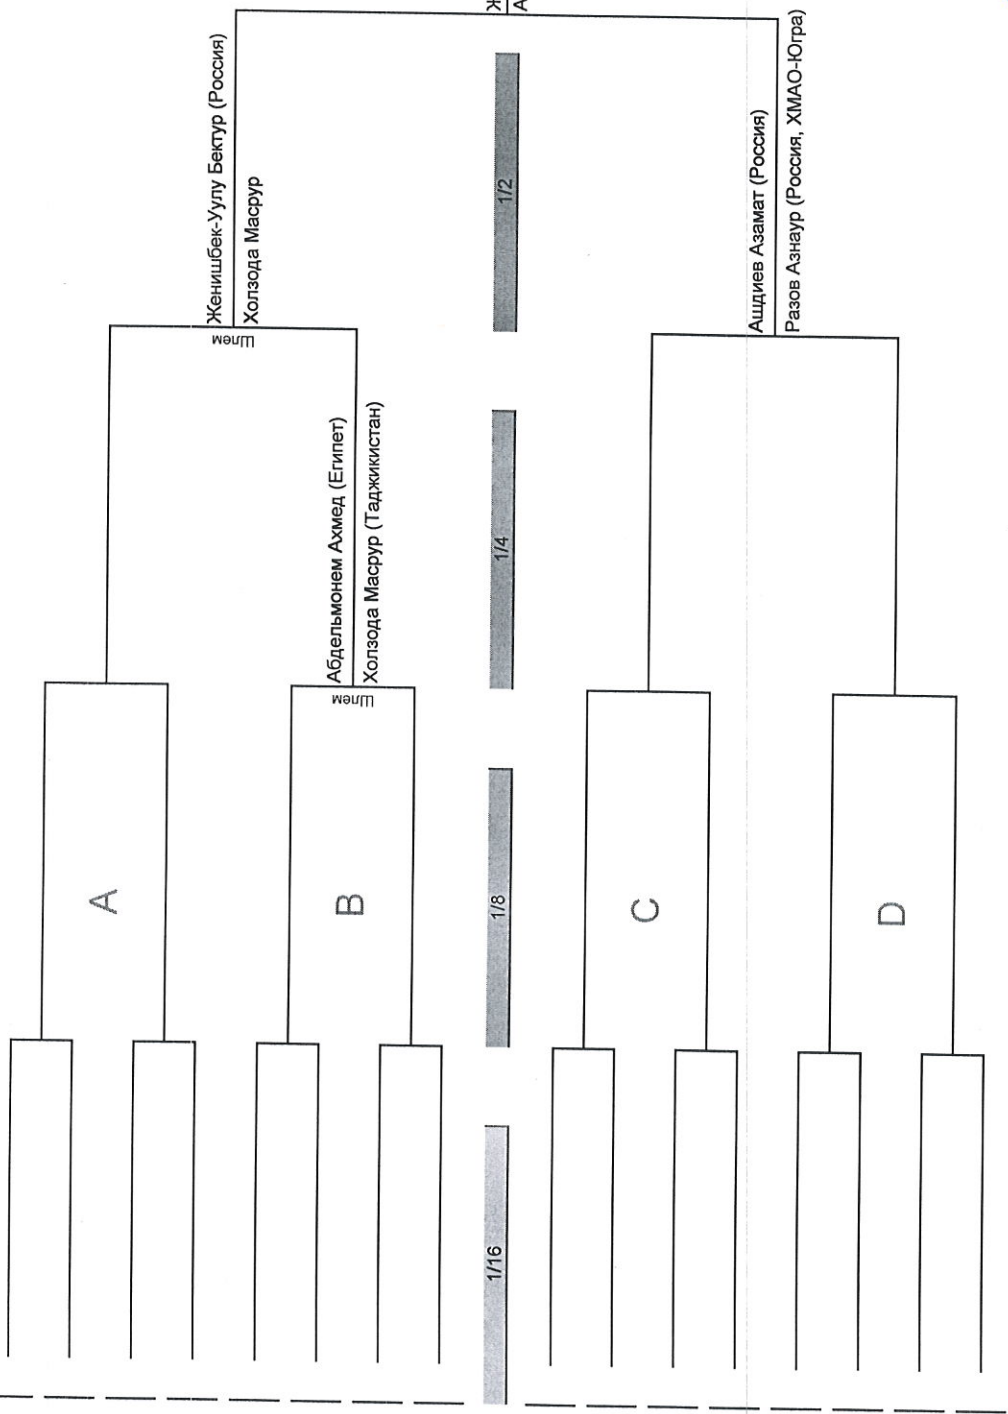 Ж
А
Женишбек-Уулу Бектур (Россия)
Холзода Масрур
Шлем
1/2
Ашдиев Азамат (Россия)
Разов Азнаур (Россия, ХМАО-Югра)
Абдельмонем Ахмед (Египет)
Холзода Масрур (Таджикистан)
Шлем
1/4
A
B
1/8
C
D
1/16